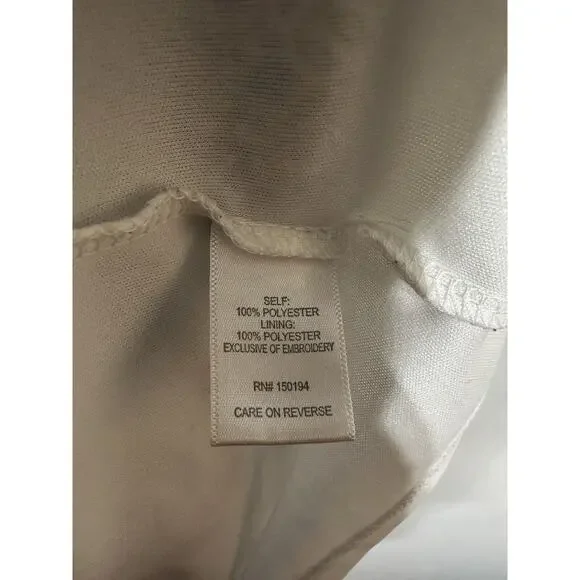 SELF:
100% POLYESTER
LINING:
100% POLYESTER
EXCLUSIVE OF EMBROIDERY
RN# 150194
CARE ON REVERSE